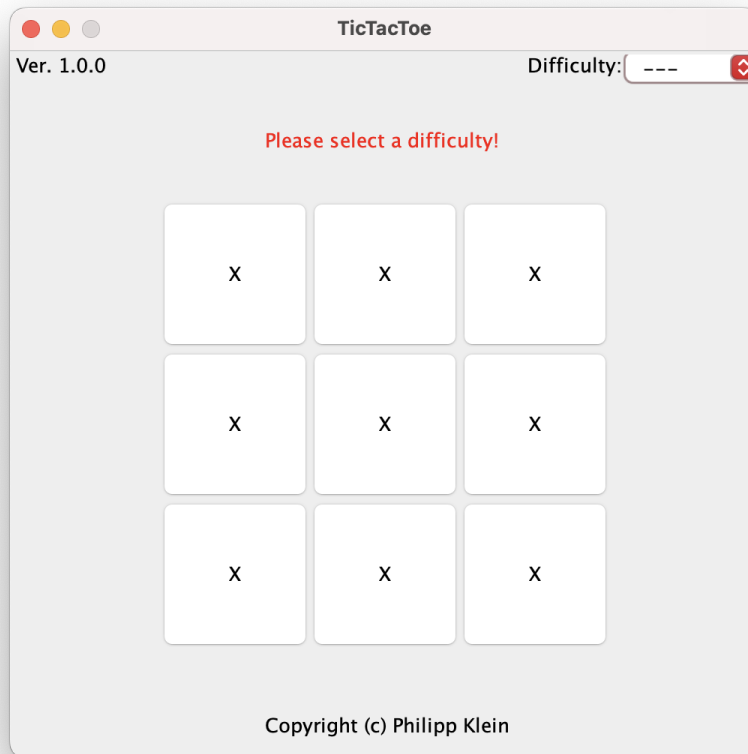 TicTacToe
Ver. 1.0.0 Difficulty: ---
Please select a difficulty!
X X X
X X X
X X X
Copyright (c) Philipp Klein